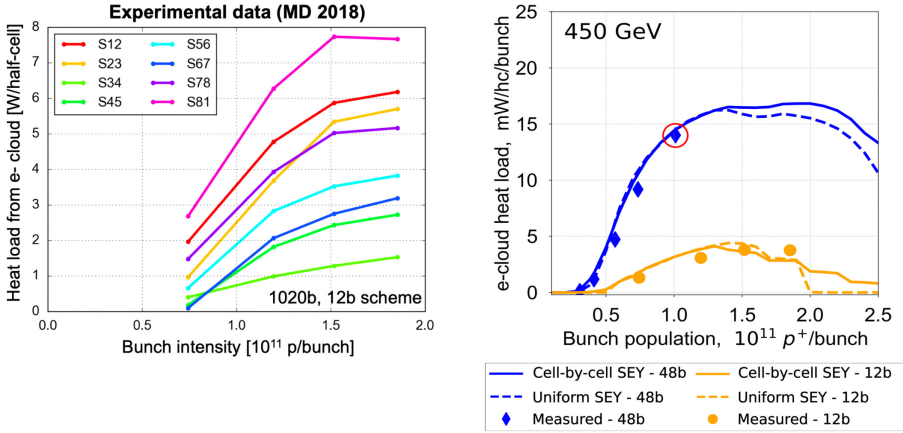 Experimental data (MD 2018)
Heat load from e- cloud [W/half-cell]
8
7
6
5
4
3
2
1
0
S12
S23
S34
S45
S56
S67
S78
S81
1020b, 12b scheme
0.0
0.5
1.0
1.5
2.0
Bunch intensity [10¹¹ p/bunch]
450 GeV
e-cloud heat load, mW/hc/bunch
25
20
15
10
5
0
0.5
1.0
1.5
2.0
2.5
Bunch population, 10¹¹ p⁺/bunch
Cell-by-cell SEY - 48b
Uniform SEY - 48b
Measured - 48b
Cell-by-cell SEY - 12b
Uniform SEY - 12b
Measured - 12b